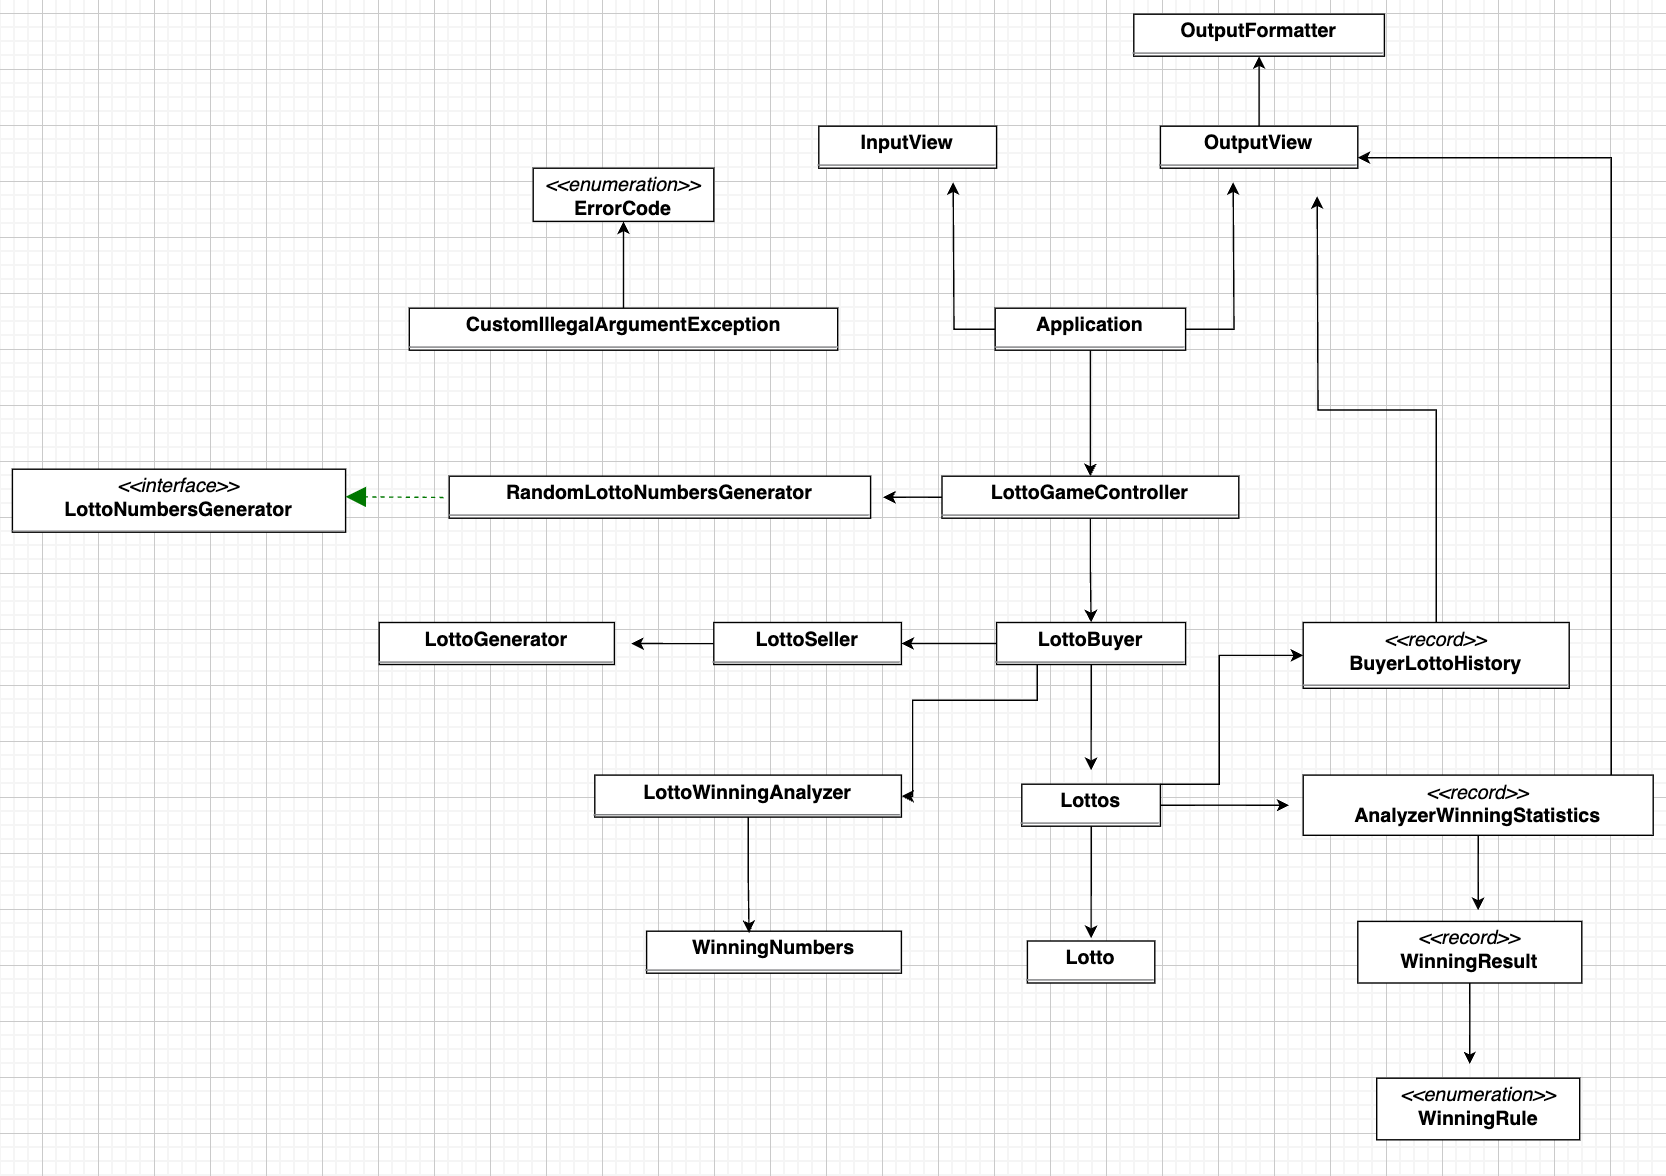 OutputFormatter
InputView
OutputView
<<enumeration>>
ErrorCode
CustomIllegalArgumentException
Application
<<interface>>
LottoNumbersGenerator
RandomLottoNumbersGenerator
LottoGameController
LottoGenerator
LottoSeller
LottoBuyer
<<record>>
BuyerLottoHistory
LottoWinningAnalyzer
Lottos
<<record>>
AnalyzerWinningStatistics
WinningNumbers
Lotto
<<record>>
WinningResult
<<enumeration>>
WinningRule